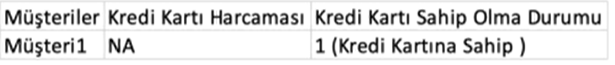 Müşteriler Kredi Kartı Harcaması Kredi Kartı Sahip Olma Durumu
Müşteri1 NA 1 (Kredi Kartına Sahip )